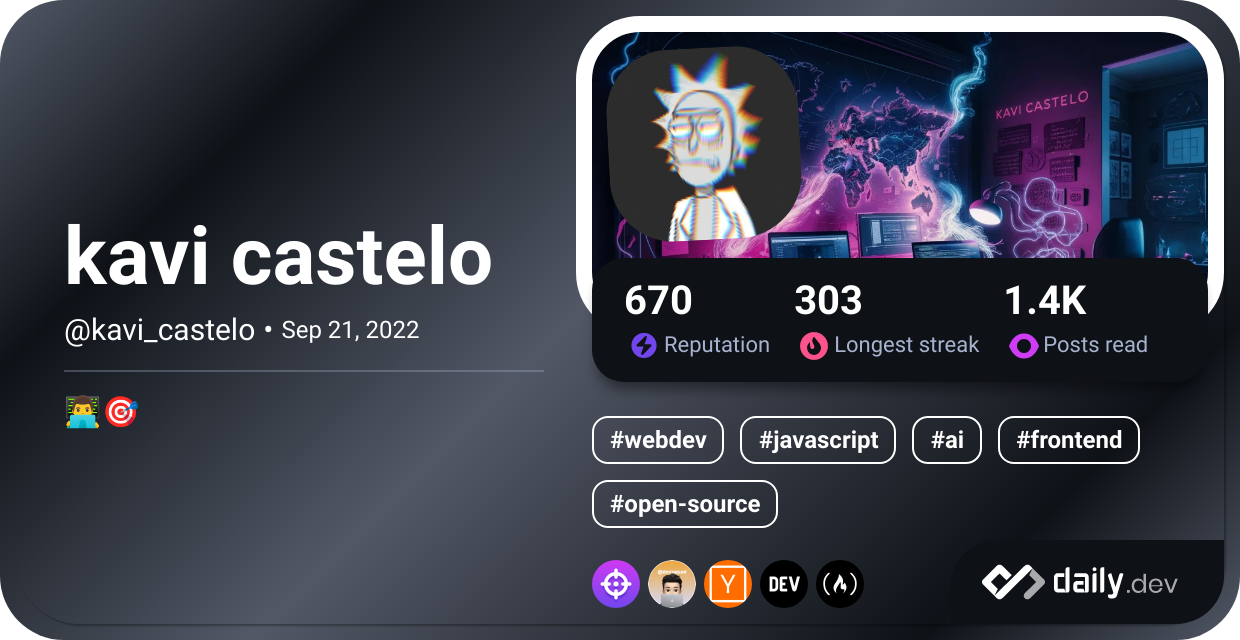 kavi castelo
@kavi_castelo • Sep 21, 2022
KAVI CASTELO
670
303
1.4K
Reputation
Longest streak
Posts read
#webdev
#javascript
#ai
#frontend
#open-source
Y
DEV
daily.dev